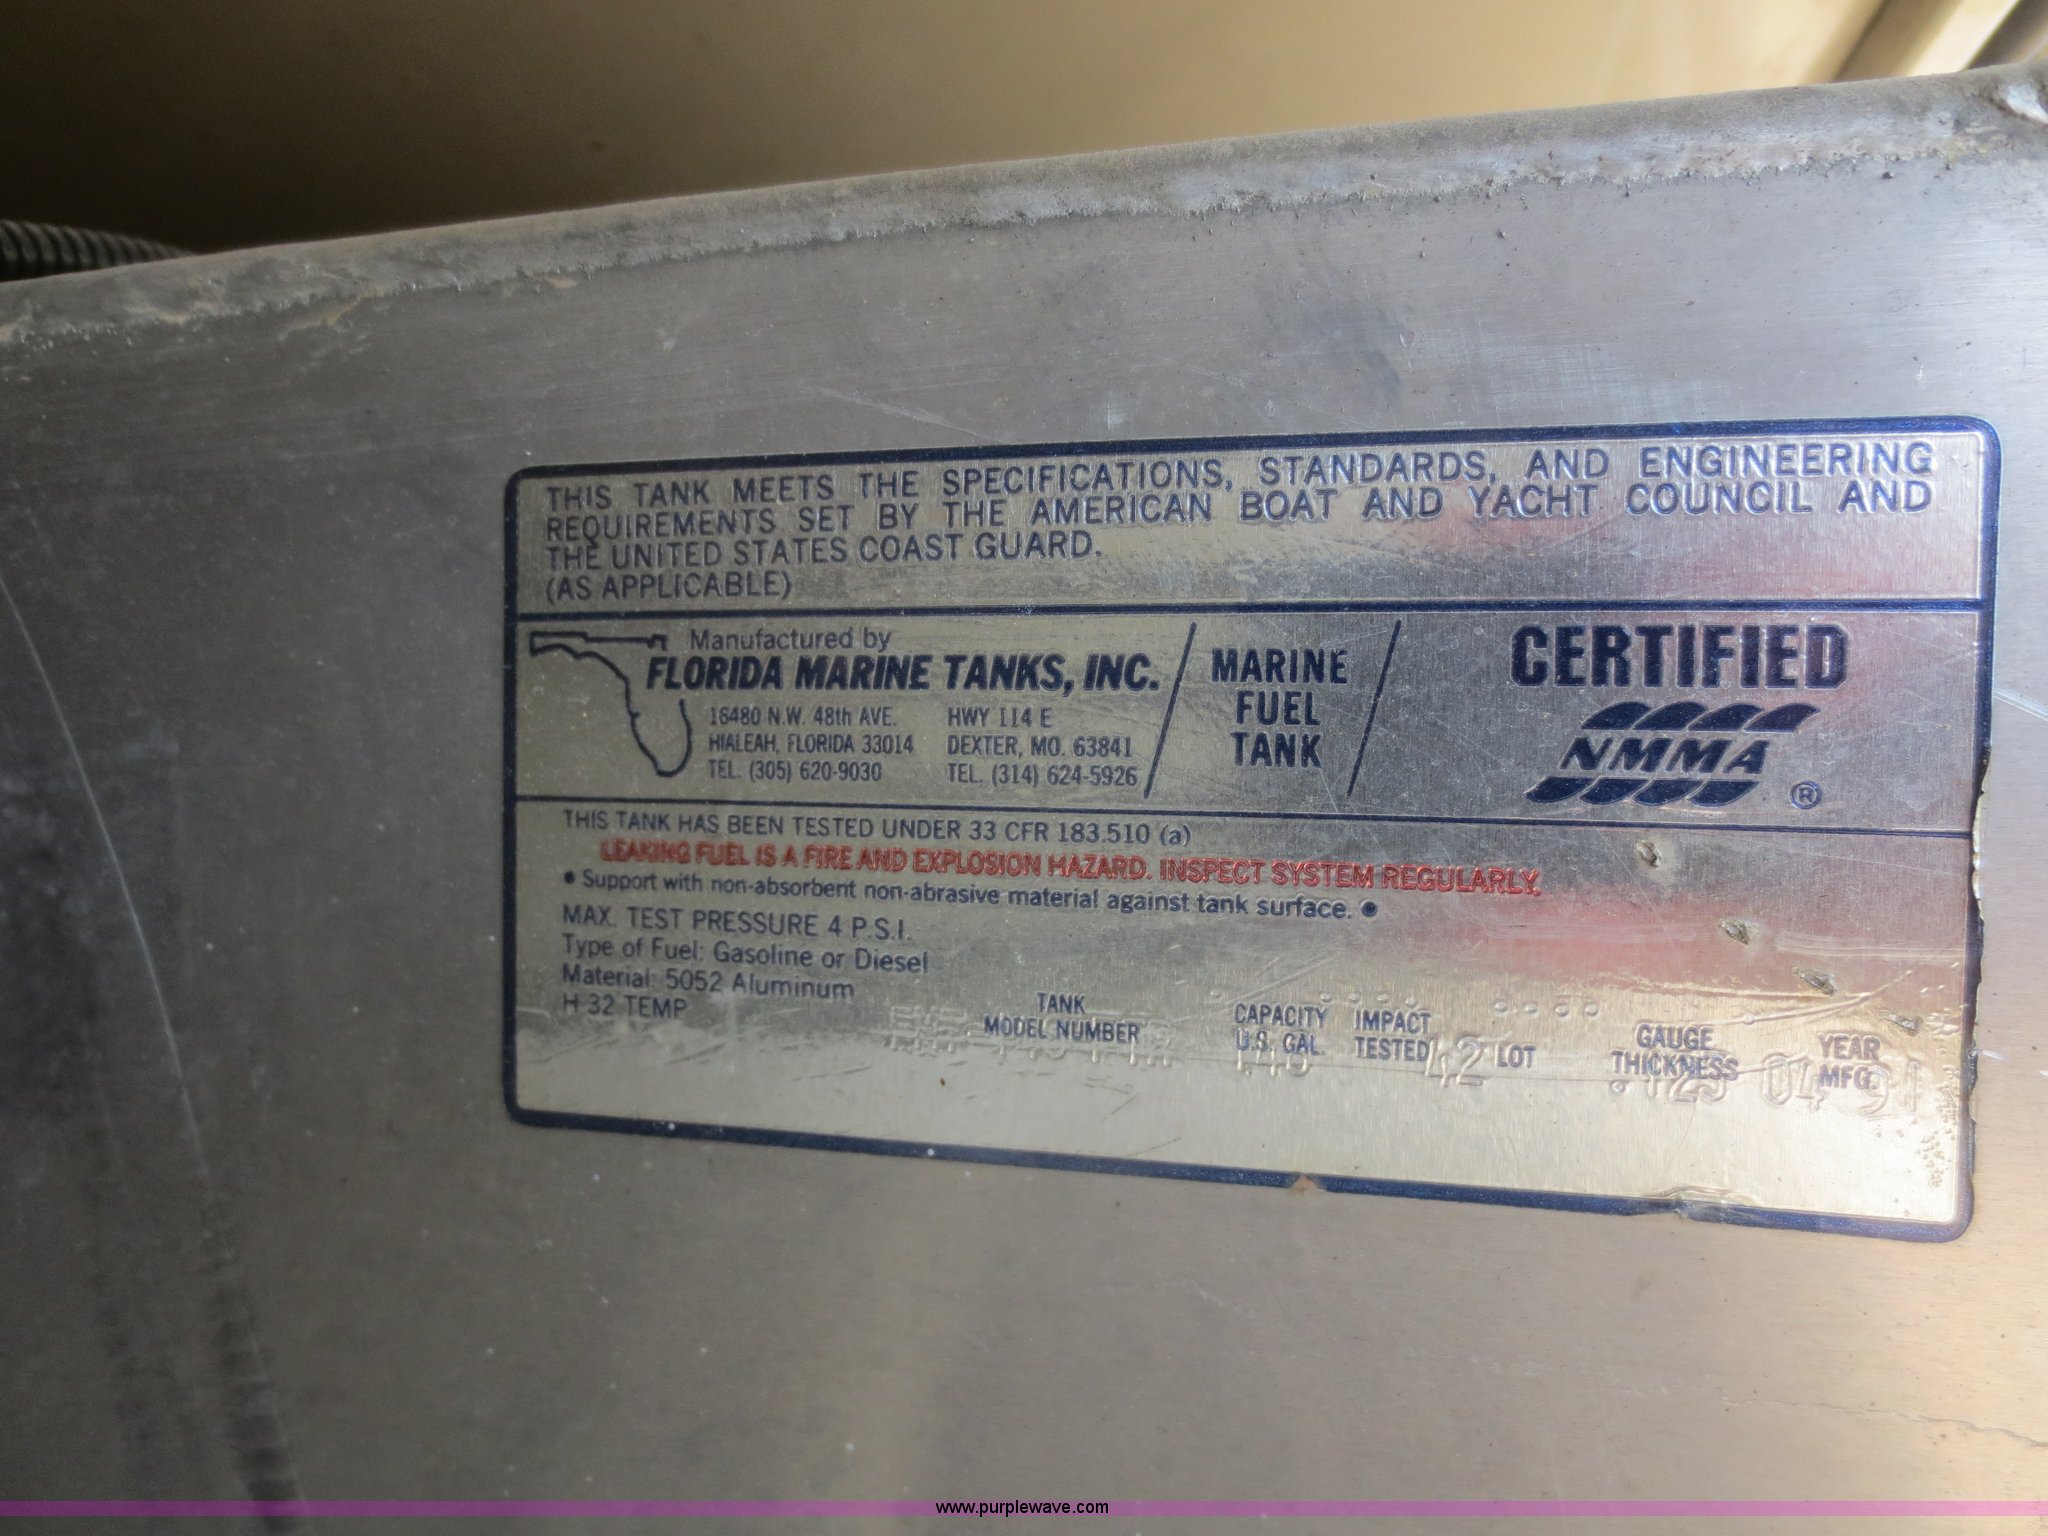 THIS TANK MEETS THE SPECIFICATIONS, STANDARDS, AND ENGINEERING
REQUIREMENTS SET BY THE AMERICAN BOAT AND YACHT COUNCIL AND
THE UNITED STATES COAST GUARD.
(AS APPLICABLE)
Manufactured by
FLORIDA MARINE TANKS, INC.
16480 N.W. 48th AVE.
HIALEAH, FLORIDA 33014
TEL. (305) 620-9030
HWY 114 E
DEXTER, MO. 63841
TEL. (314) 624-5926
MARINE
FUEL
TANK
CERTIFIED
NMMA
®
THIS TANK HAS BEEN TESTED UNDER 33 CFR 183.510 (a)
LEAKING FUEL IS A FIRE AND EXPLOSION HAZARD. INSPECT SYSTEM REGULARLY.
• Support with non-absorbent non-abrasive material against tank surface. •
MAX. TEST PRESSURE 4 P.S.I.
Type of Fuel: Gasoline or Diesel
Material: 5052 Aluminum
H 32 TEMP
TANK
MODEL NUMBER
CAPACITY
U.S. GAL.
IMPACT
TESTED
42
LOT
GAUGE
THICKNESS
.125
YEAR
MFG.
04 91
www.purplewave.com